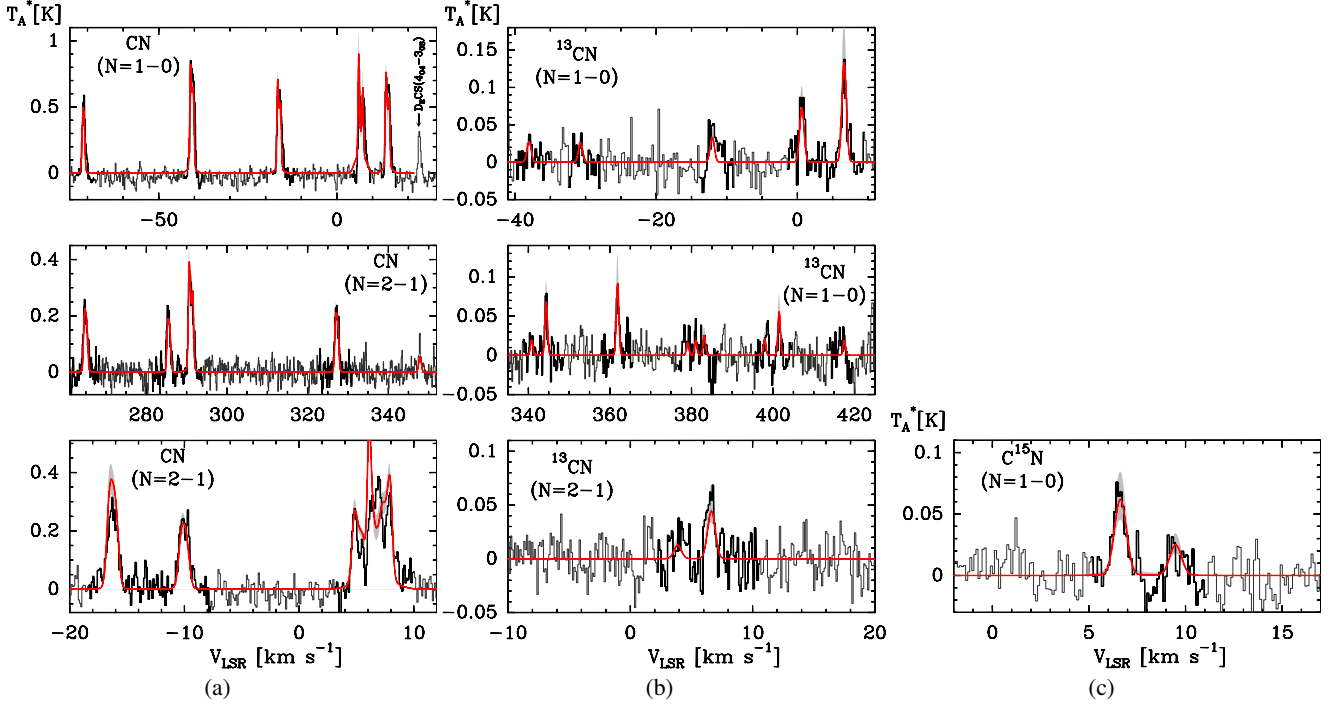 T_A*[K]
CN
(N=1−0)
←D₂CS(4₀₄−3₀₃)
1
0.5
0
−50
0
¹³CN
(N=1−0)
0.15
0.1
0.05
0
−0.05
−40
−20
0
CN
(N=2−1)
0.4
0.2
0
280
300
320
340
¹³CN
(N=1−0)
0.1
0.05
0
−0.05
340
360
380
400
420
CN
(N=2−1)
0.4
0.2
0
−20
−10
0
10
V_LSR [km s⁻¹]
(a)
¹³CN
(N=2−1)
0.1
0.05
0
−0.05
−10
0
10
20
V_LSR [km s⁻¹]
(b)
T_A*[K]
C¹⁵N
(N=1−0)
0.1
0.05
0
0
5
10
15
V_LSR [km s⁻¹]
(c)